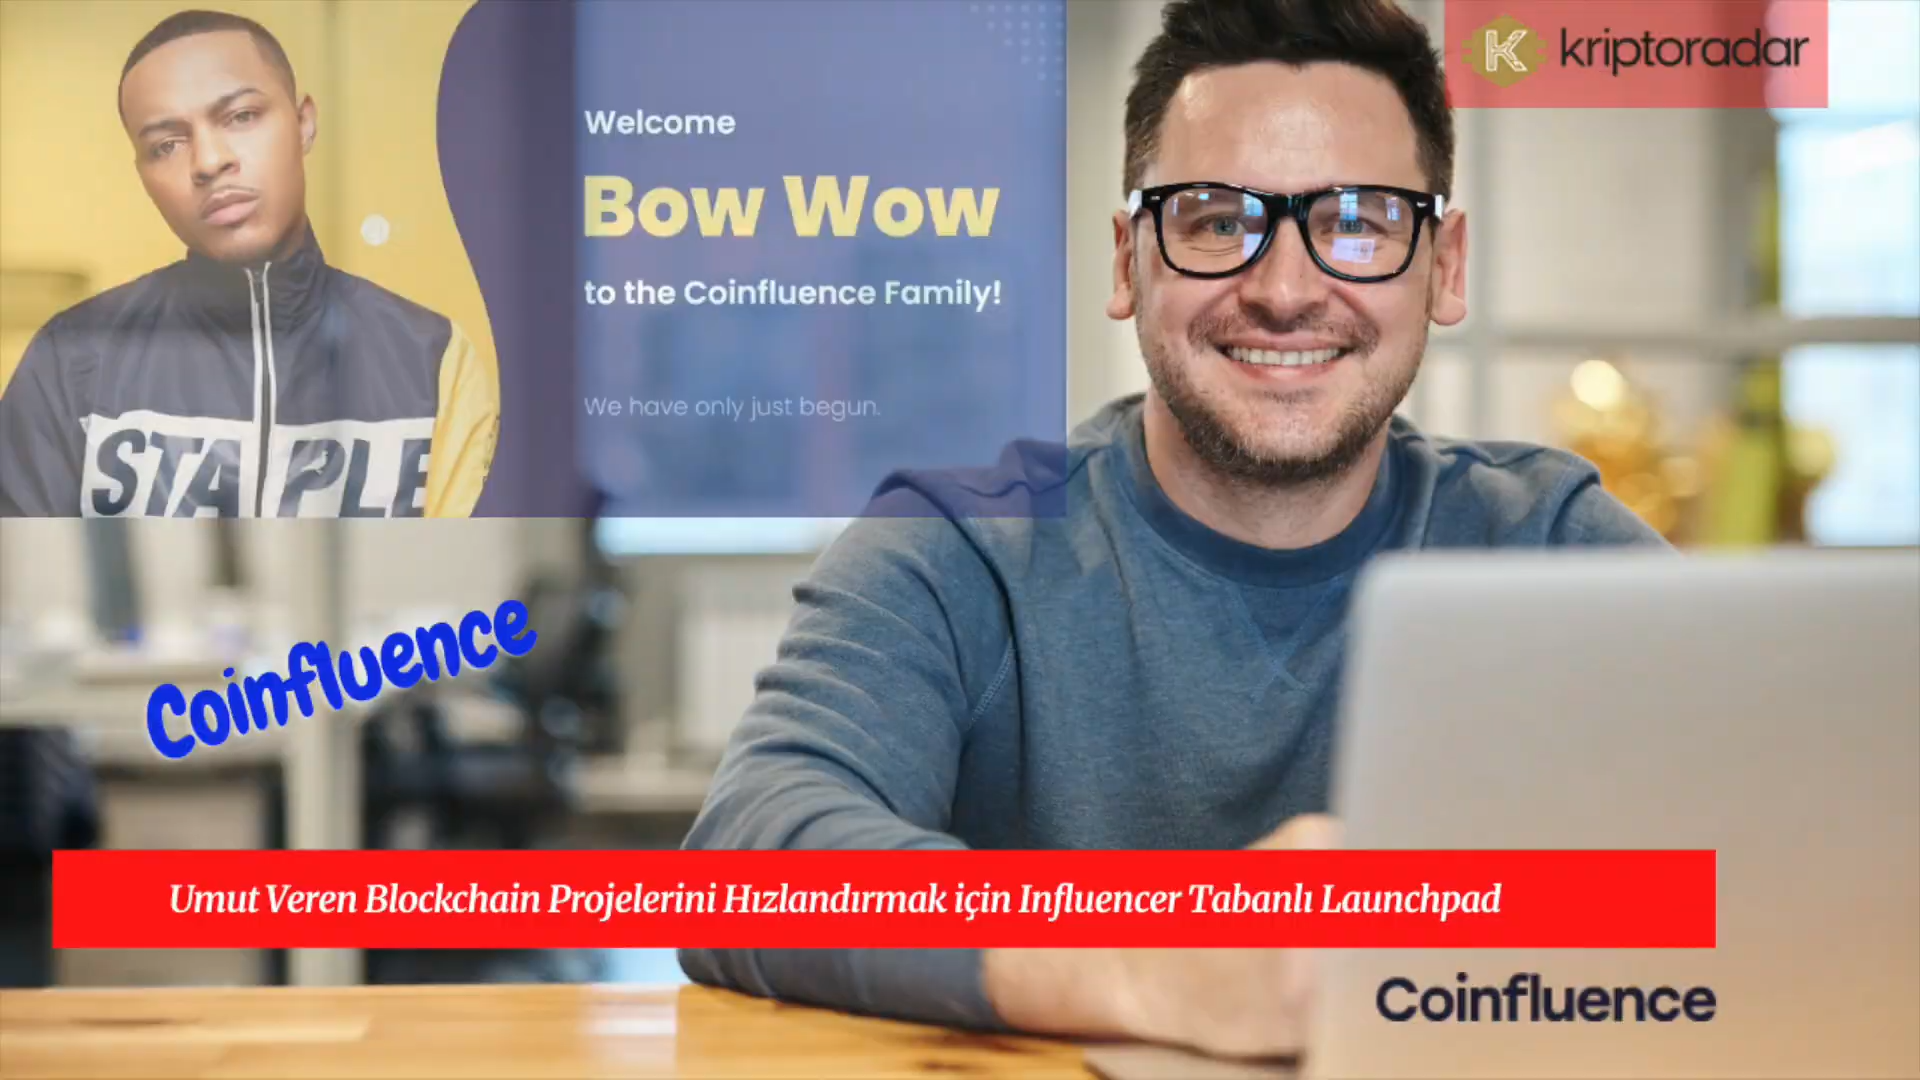 K kriptoradar
Welcome
Bow Wow
to the Coinfluence Family!
We have only just begun.
STAPLE
Coinfluence
Umut Veren Blockchain Projelerini Hızlandırmak için Influencer Tabanlı Launchpad
Coinfluence